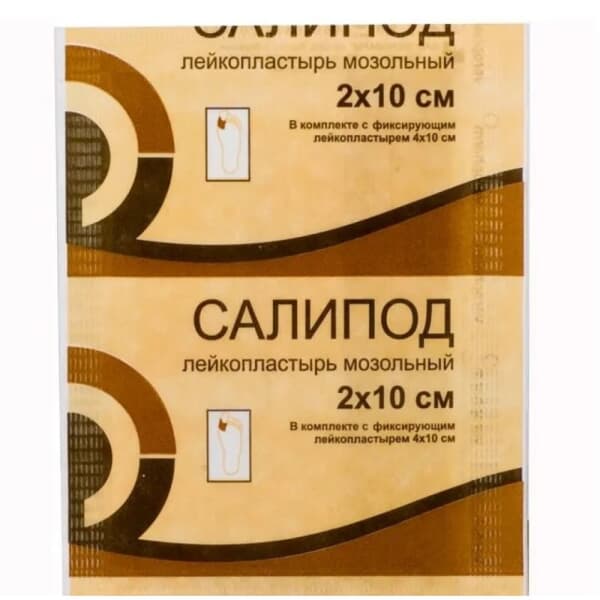 САЛИПОД
лейкопластырь мозольный
2x10 см
В комплекте с фиксирующим
лейкопластырем 4x10 см
САЛИПОД
лейкопластырь мозольный
2x10 см
В комплекте с фиксирующим
лейкопластырем 4x10 см